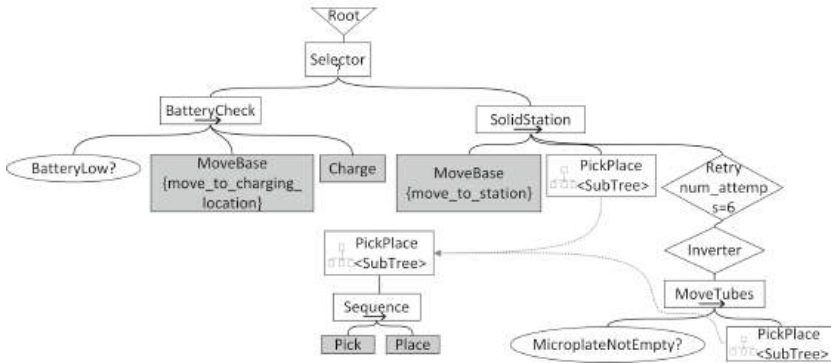 Root
Selector
?
BatteryCheck
SolidStation
BatteryLow?
MoveBase
{move_to_charging_
location}
Charge
MoveBase
{move_to_station}
PickPlace
<SubTree>
Retry
num_attemp
s=6
PickPlace
<SubTree>
Inverter
Sequence
MoveTubes
Pick
Place
MicroplateNotEmpty?
PickPlace
<SubTree>